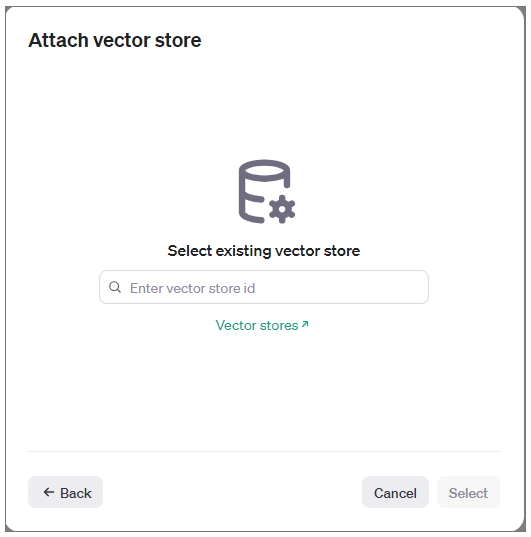 Attach vector store
Select existing vector store
Enter vector store id
Vector stores↗
← Back
Cancel
Select